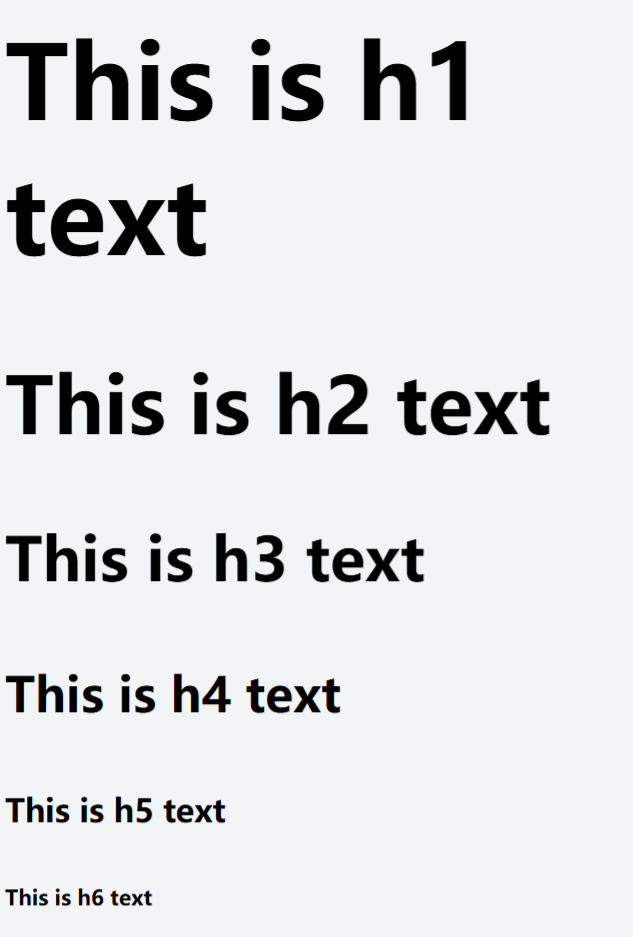 This is h1
text
This is h2 text
This is h3 text
This is h4 text
This is h5 text
This is h6 text